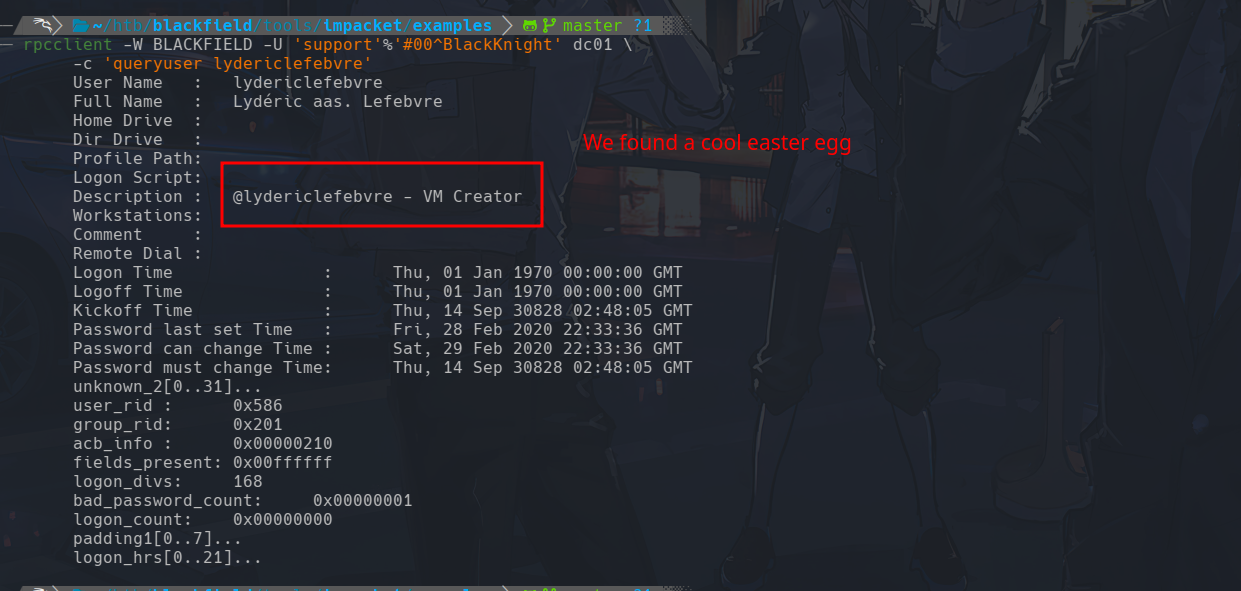 ~/htb/blackfield/tools/impacket/examples master ?1
rpcclient -W BLACKFIELD -U 'support'%'#00^BlackKnight' dc01 \
-c 'queryuser lydericlefebvre'
User Name : lydericlefebvre
Full Name : Lydéric aas. Lefebvre
Home Drive :
Dir Drive :
We found a cool easter egg
Profile Path:
Logon Script:
Description : @lydericlefebvre - VM Creator
Workstations:
Comment :
Remote Dial :
Logon Time : Thu, 01 Jan 1970 00:00:00 GMT
Logoff Time : Thu, 01 Jan 1970 00:00:00 GMT
Kickoff Time : Thu, 14 Sep 30828 02:48:05 GMT
Password last set Time : Fri, 28 Feb 2020 22:33:36 GMT
Password can change Time : Sat, 29 Feb 2020 22:33:36 GMT
Password must change Time: Thu, 14 Sep 30828 02:48:05 GMT
unknown_2[0..31]...
user_rid : 0x586
group_rid: 0x201
acb_info : 0x00000210
fields_present: 0x00ffffff
logon_divs: 168
bad_password_count: 0x00000001
logon_count: 0x00000000
padding1[0..7]...
logon_hrs[0..21]...